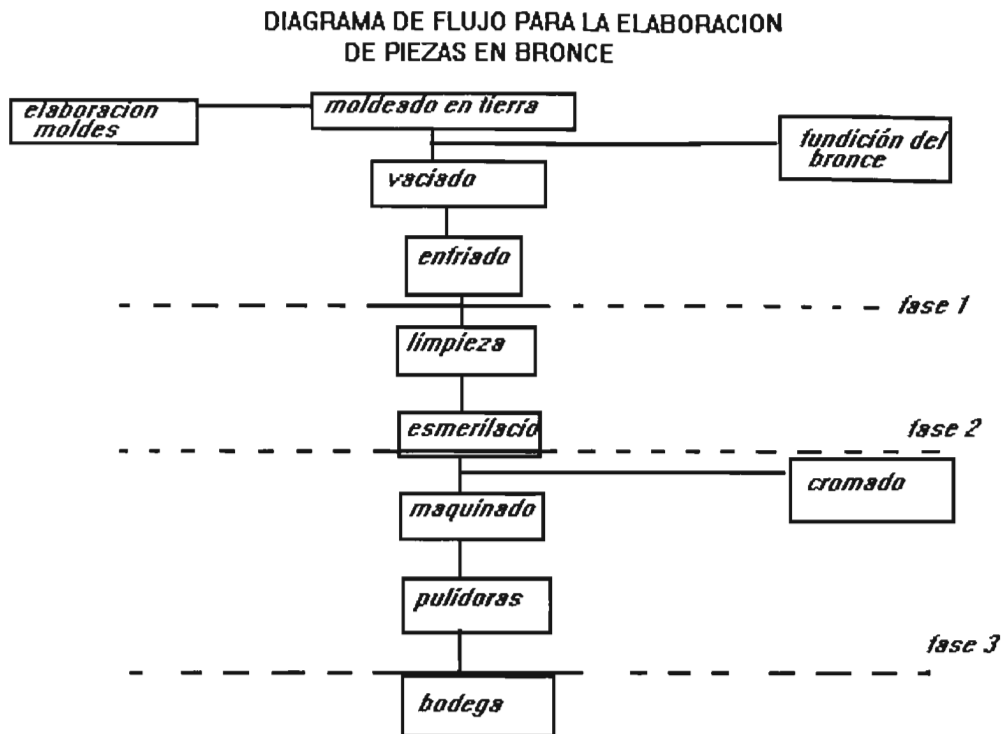 DIAGRAMA DE FLUJO PARA LA ELABORACION
DE PIEZAS EN BRONCE
elaboracion
moldes
moldeado en tierra
fundición del
bronce
vaciado
enfriado
fase 1
limpieza
esmerilacio
fase 2
cromado
maquinado
pulidoras
fase 3
bodega